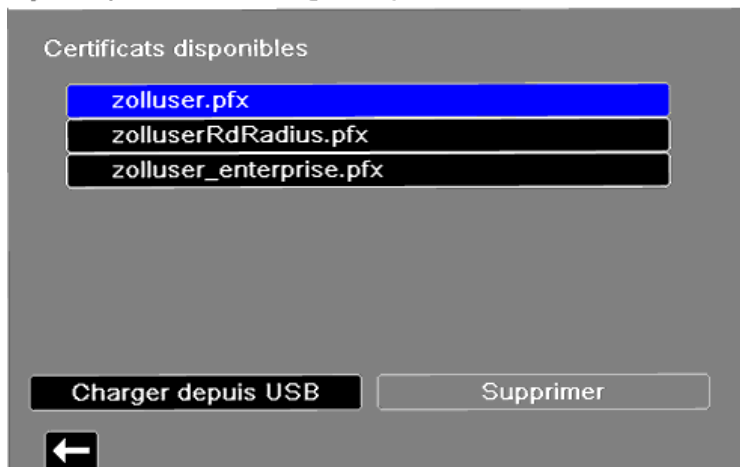 Certificats disponibles
zolluser.pfx
zolluserRdRadius.pfx
zolluser_enterprise.pfx
Charger depuis USB
Supprimer